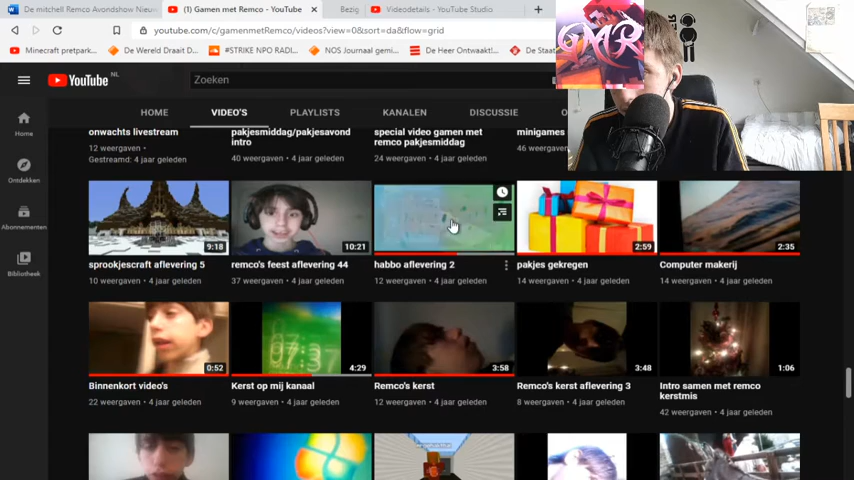 De mitchell Remco Avondshow Nieu
(1) Gamen met Remco - YouTube
Bezig
Videodetails - YouTube Studio
youtube.com/c/gamenmetRemco/videos?view=0&sort=da&flow=grid
Minecraft pretpark...
De Wereld Draait D...
#STRIKE NPO RADI...
NOS Journaal gem...
De Heer Ontwaakt!...
De Staat
GMR
YouTube NL
Zoeken
HOME
VIDEO'S
PLAYLISTS
KANALEN
DISCUSSIE
Home
Ontdekken
Abonnementen
Bibliotheek
onwachts livestream
12 weergaven •
Gestreamd: 4 jaar geleden
pakjesmiddag/pakjesavond
intro
40 weergaven • 4 jaar geleden
special video gamen met
remco pakjesmiddag
24 weergaven • 4 jaar geleden
minigames
46 weergaven •
9:18
sprookjescraft aflevering 5
10 weergaven • 4 jaar geleden
10:21
remco's feest aflevering 44
37 weergaven • 4 jaar geleden
habbo aflevering 2
12 weergaven • 4 jaar geleden
2:59
pakjes gekregen
14 weergaven • 4 jaar geleden
2:35
Computer makerij
14 weergaven • 4 jaar geleden
0:52
Binnenkort video's
22 weergaven • 4 jaar geleden
07:37
4:29
Kerst op mij kanaal
9 weergaven • 4 jaar geleden
3:58
Remco's kerst
12 weergaven • 4 jaar geleden
3:48
Remco's kerst aflevering 3
8 weergaven • 4 jaar geleden
1:06
Intro samen met remco
kerstmis
42 weergaven • 4 jaar geleden